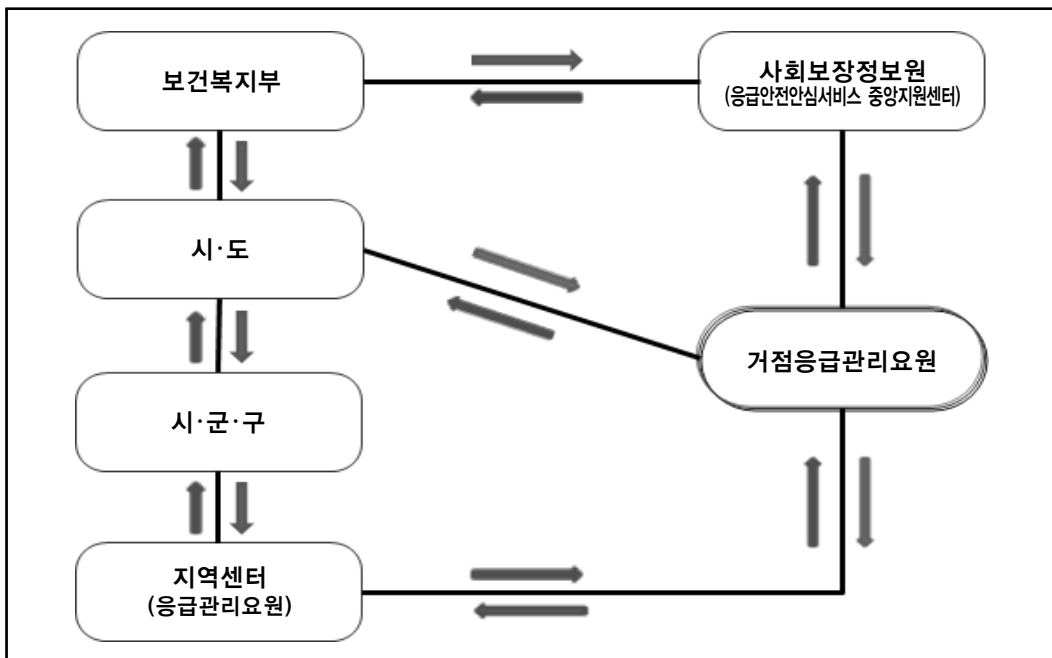 보건복지부
사회보장정보원
(응급안전안심서비스 중앙지원센터)
시·도
거점응급관리요원
시·군·구
지역센터
(응급관리요원)